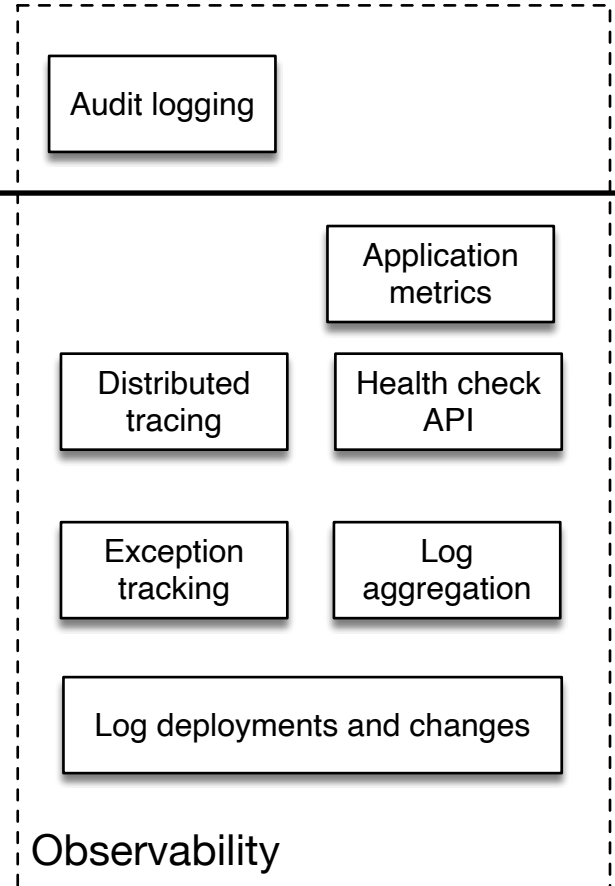 Audit logging
Application
metrics
Distributed
tracing
Health check
API
Exception
tracking
Log
aggregation
Log deployments and changes
Observability